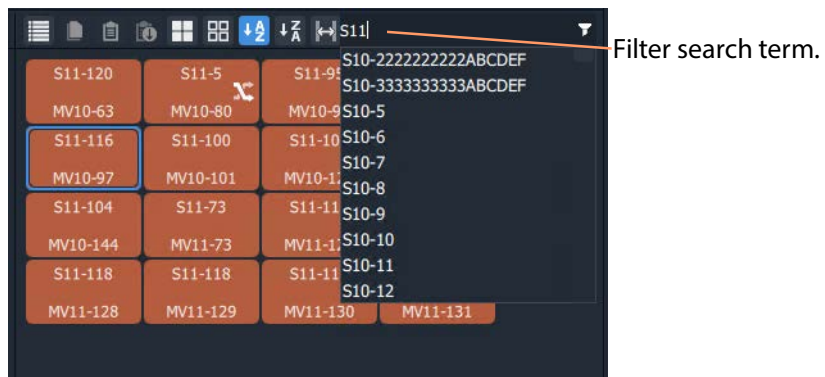 S11
Filter search term.
S10-2222222222ABCDEF
S10-3333333333ABCDEF
S10-5
S10-6
S10-7
S10-8
S10-9
S10-10
S10-11
S10-12
S11-120 S11-5
MV10-63 MV10-80
S11-116 S11-100
MV10-97 MV10-101
S11-104 S11-73
MV10-144 MV11-73
S11-118 S11-118
MV11-128 MV11-129 MV11-130 MV11-131